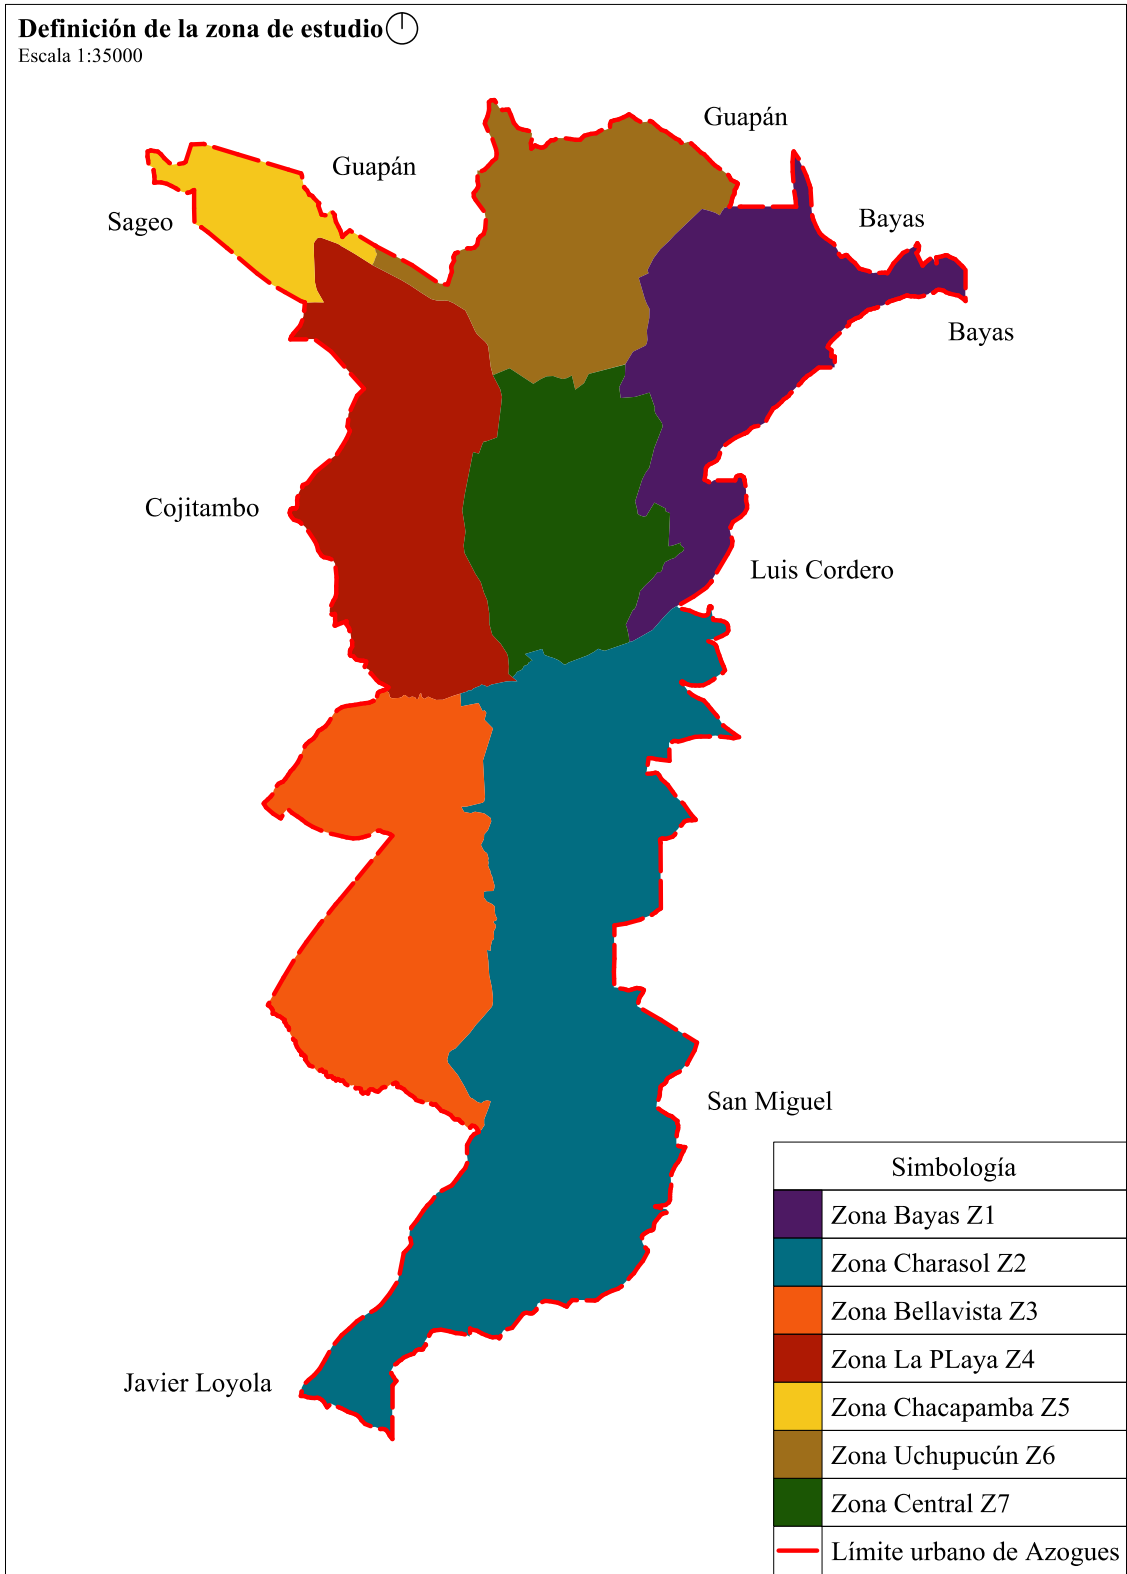 Definición de la zona de estudio
Escala 1:35000
Guapán
Guapán
Sageo
Bayas
Bayas
Cojitambo
Luis Cordero
San Miguel
Javier Loyola
Simbología
Zona Bayas Z1
Zona Charasol Z2
Zona Bellavista Z3
Zona La PLaya Z4
Zona Chacapamba Z5
Zona Uchupucún Z6
Zona Central Z7
Límite urbano de Azogues